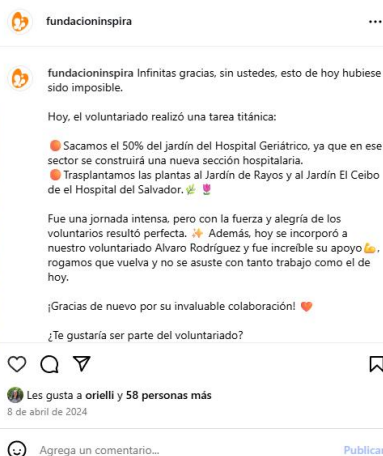 fundacioninspira
fundacioninspira Infinitas gracias, sin ustedes, esto de hoy hubiese
sido imposible.
Hoy, el voluntariado realizó una tarea titánica:
🔴Sacamos el 50% del jardín del Hospital Geriátrico, ya que en ese
sector se construirá una nueva sección hospitalaria.
🔴Trasplantamos las plantas al Jardín de Rayos y al Jardín El Ceibo
de el Hospital del Salvador.🌿 🌷
Fue una jornada intensa, pero con la fuerza y alegría de los
voluntarios resultó perfecta. ✨ Además, hoy se incorporó a
nuestro voluntariado Alvaro Rodríguez y fue increíble su apoyo💪,
rogamos que vuelva y no se asuste con tanto trabajo como el de
hoy.
¡Gracias de nuevo por su invaluable colaboración! ❤️
¿Te gustaría ser parte del voluntariado?
Les gusta a orielli y 58 personas más
8 de abril de 2024
Agrega un comentario... Publicar